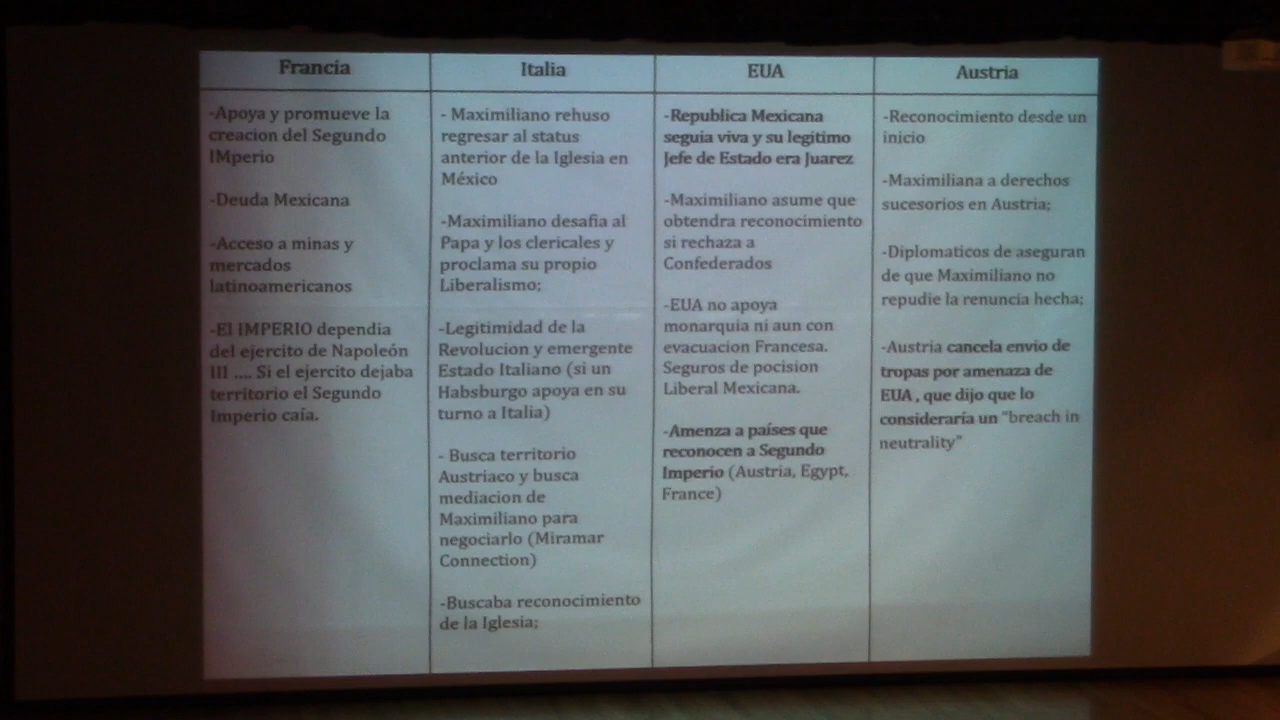 Francia
-Apoya y promueve la
creacion del Segundo
IMperio
-Deuda Mexicana
-Acceso a minas y
mercados
latinoamericanos
-El IMPERIO dependia
del ejercito de Napoleón
III .... Si el ejercito dejaba
territorio el Segundo
Imperio caía.
Italia
- Maximiliano rehuso
regresar al status
anterior de la Iglesia en
México
-Maximiliano desafia al
Papa y los clericales y
proclama su propio
Liberalismo;
-Legitimidad de la
Revolucion y emergente
Estado Italiano (si un
Habsburgo apoya en su
turno a Italia)
- Busca territorio
Austriaco y busca
mediacion de
Maximiliano para
negociarlo (Miramar
Connection)
-Buscaba reconocimiento
de la Iglesia;
EUA
-Republica Mexicana
seguia viva y su legitimo
Jefe de Estado era Juarez
-Maximiliano asume que
obtendra reconocimiento
si rechaza a
Confederados
-EUA no apoya
monarquia ni aun con
evacuacion Francesa.
Seguros de pocision
Liberal Mexicana.
-Amenza a países que
reconocen a Segundo
Imperio (Austria, Egypt,
France)
Austria
-Reconocimiento desde un
inicio
-Maximiliana a derechos
sucesorios en Austria;
-Diplomaticos de aseguran
de que Maximiliano no
repudie la renuncia hecha;
-Austria cancela envio de
tropas por amenaza de
EUA , que dijo que lo
consideraría un "breach in
neutrality"